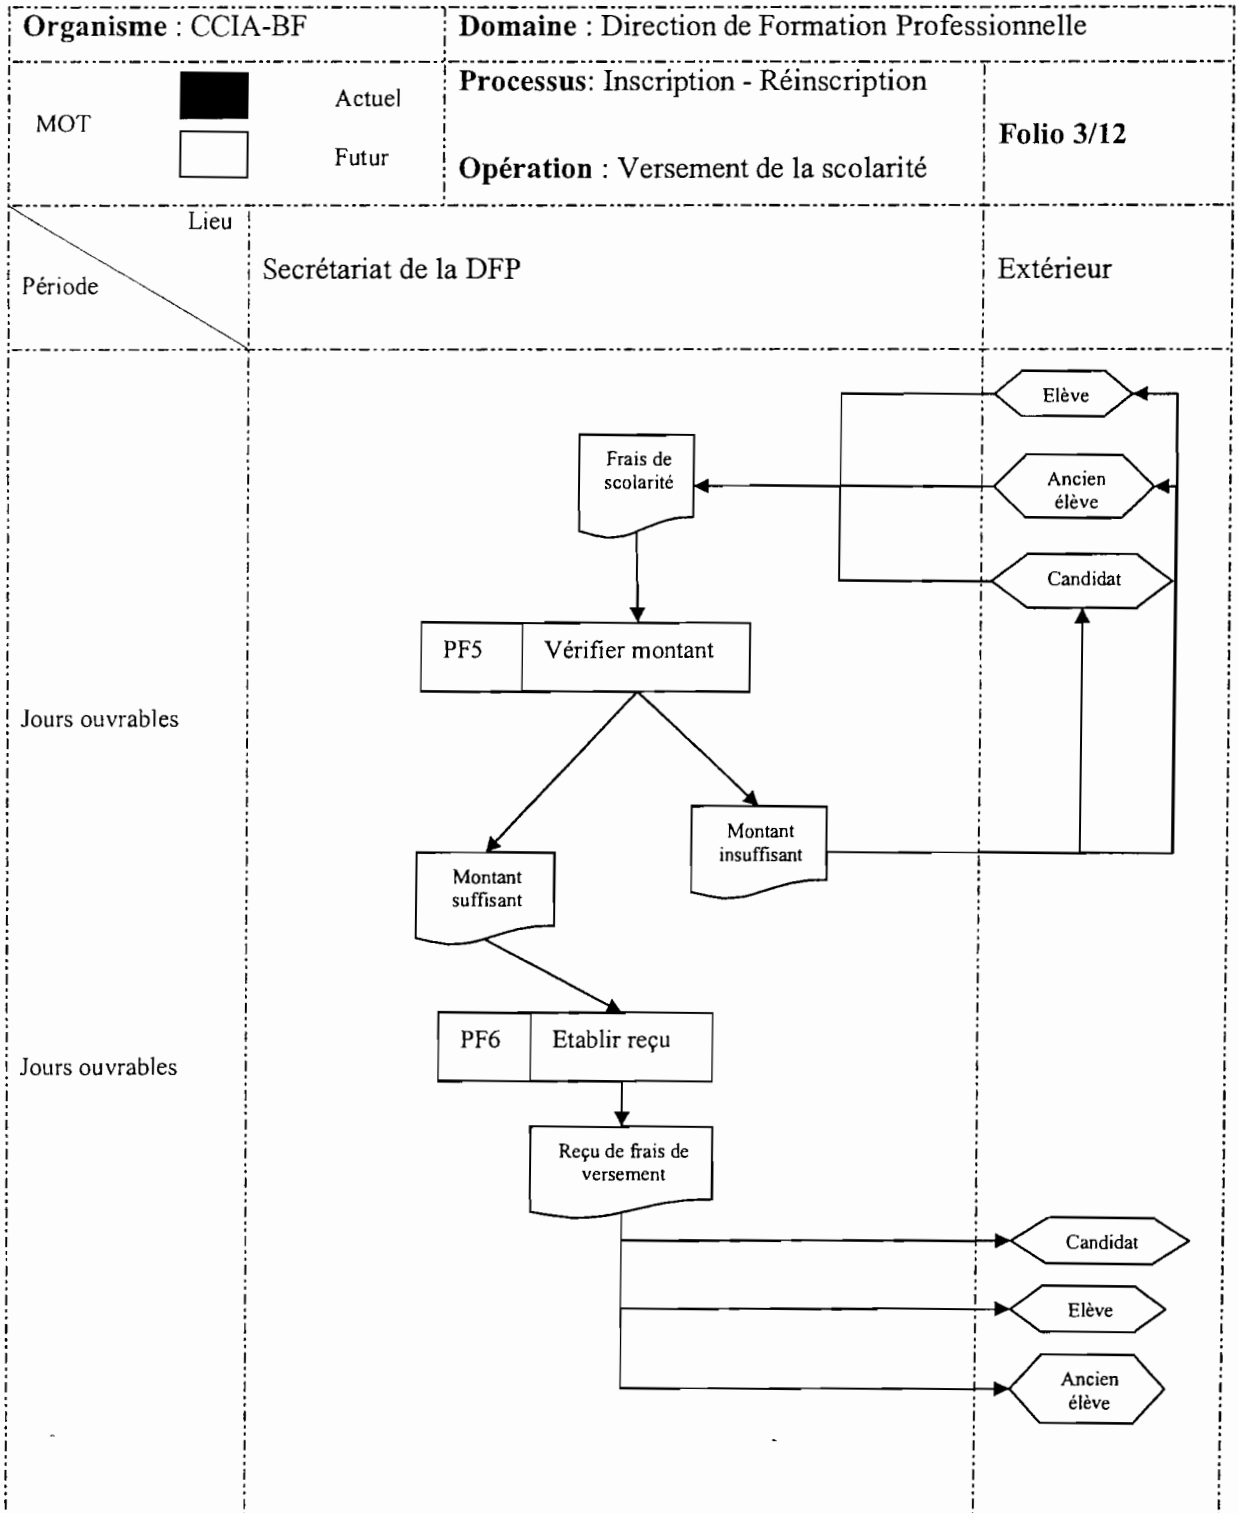 Organisme : CCIA-BF
Domaine : Direction de Formation Professionnelle
MOT
Actuel
Futur
Processus: Inscription - Réinscription
Opération : Versement de la scolarité
Folio 3/12
Lieu
Période
Secrétariat de la DFP
Extérieur
Elève
Frais de
scolarité
Ancien
élève
Candidat
PF5
Vérifier montant
Jours ouvrables
Montant
insuffisant
Montant
suffisant
PF6
Etablir reçu
Jours ouvrables
Reçu de frais de
versement
Candidat
Elève
Ancien
élève